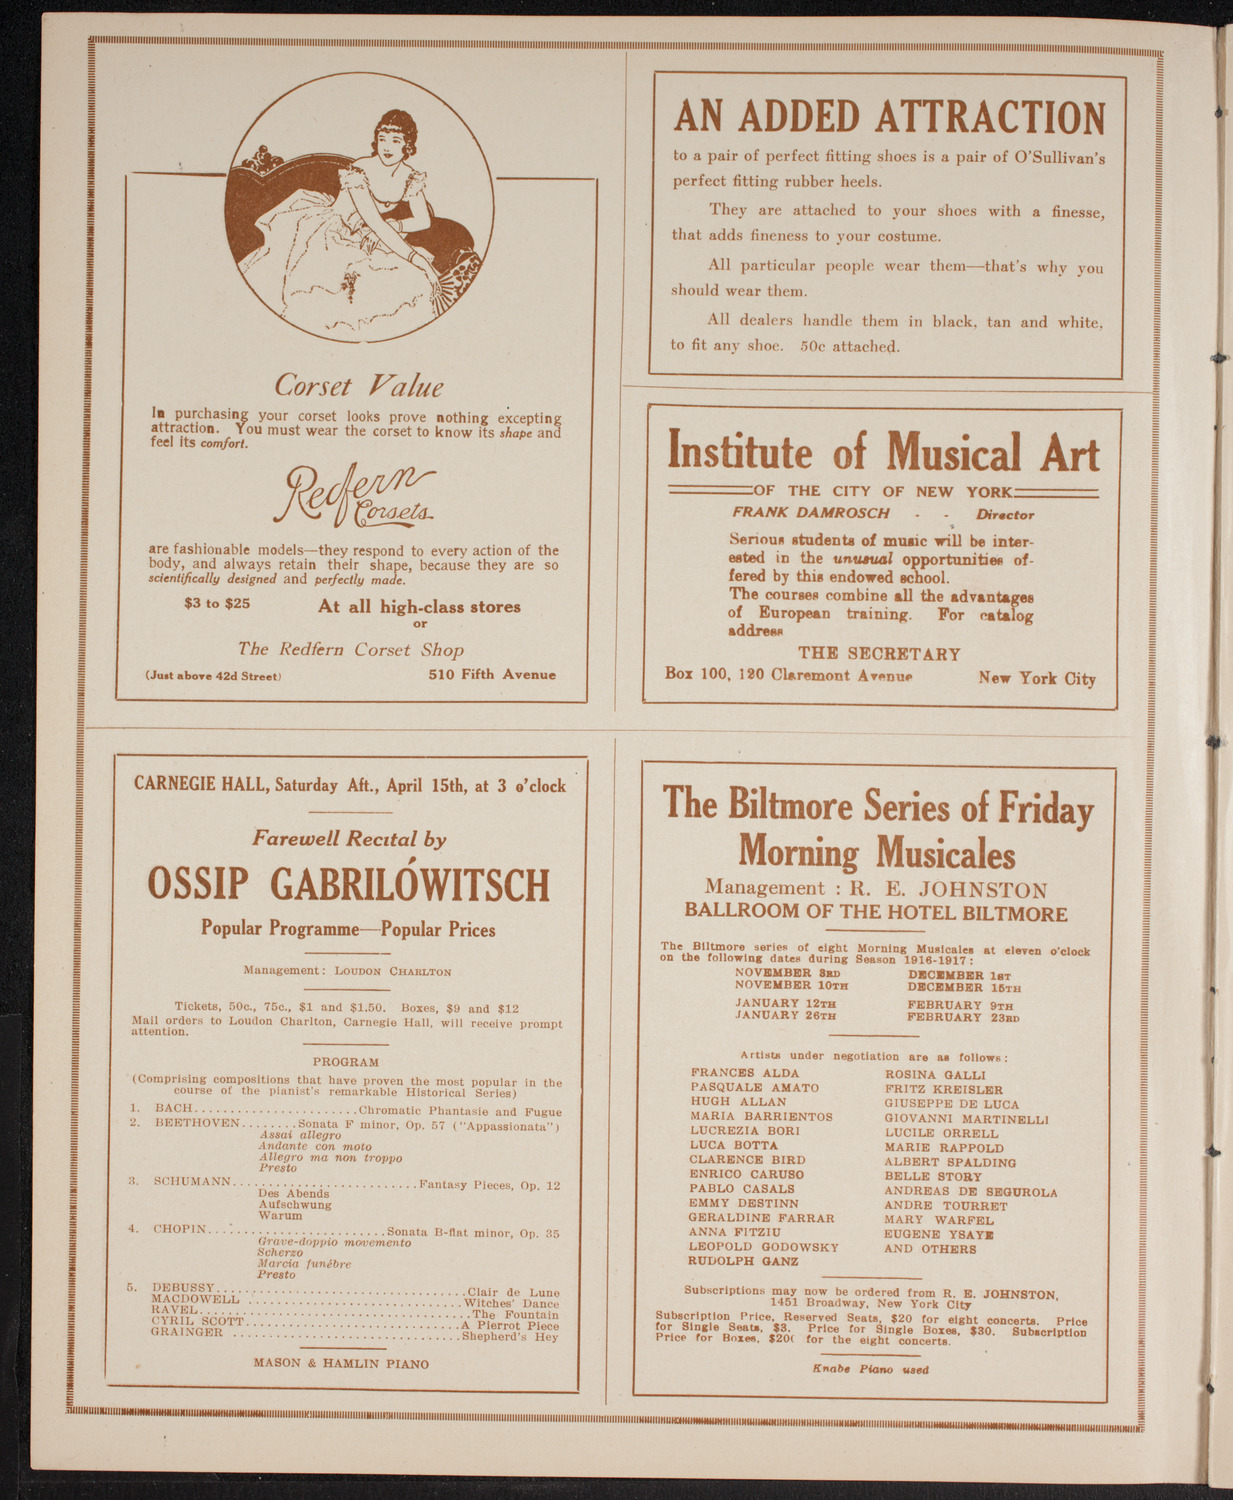 Corset Value
In purchasing your corset looks prove nothing excepting
attraction. You must wear the corset to know its shape and
feel its comfort.
Redfern
Corsets
are fashionable models—they respond to every action of the
body, and always retain their shape, because they are so
scientifically designed and perfectly made.
$3 to $25 At all high-class stores
or
The Redfern Corset Shop
(Just above 42d Street) 510 Fifth Avenue
AN ADDED ATTRACTION
to a pair of perfect fitting shoes is a pair of O'Sullivan's
perfect fitting rubber heels.
They are attached to your shoes with a finesse,
that adds fineness to your costume.
All particular people wear them—that's why you
should wear them.
All dealers handle them in black, tan and white,
to fit any shoe. 50c attached.
Institute of Musical Art
OF THE CITY OF NEW YORK
FRANK DAMROSCH - - Director
Serious students of music will be inter-
ested in the unusual opportunities of-
fered by this endowed school.
The courses combine all the advantages
of European training. For catalog
address
THE SECRETARY
Box 100, 120 Claremont Avenue New York City
CARNEGIE HALL, Saturday Aft., April 15th, at 3 o'clock
Farewell Recital by
OSSIP GABRILÓWITSCH
Popular Programme—Popular Prices
Management: LOUDON CHARLTON
Tickets, 50c., 75c., $1 and $1.50. Boxes, $9 and $12
Mail orders to Loudon Charlton, Carnegie Hall, will receive prompt
attention.
PROGRAM
(Comprising compositions that have proven the most popular in the
course of the pianist's remarkable Historical Series)
1. BACH.......................Chromatic Phantasie and Fugue
2. BEETHOVEN........Sonata F minor, Op. 57 ("Appassionata")
Assai allegro
Andante con moto
Allegro ma non troppo
Presto
3. SCHUMANN..........................Fantasy Pieces, Op. 12
Des Abends
Aufschwung
Warum
4. CHOPIN..........................Sonata B-flat minor, Op. 35
Grave-doppio movemento
Scherzo
Marcia funébre
Presto
5. DEBUSSY...................................Clair de Lune
MACDOWELL ..............................Witches' Dance
RAVEL......................................The Fountain
CYRIL SCOTT..............................A Pierrot Piece
GRAINGER ................................Shepherd's Hey
MASON & HAMLIN PIANO
The Biltmore Series of Friday
Morning Musicales
Management : R. E. JOHNSTON
BALLROOM OF THE HOTEL BILTMORE
The Biltmore series of eight Morning Musicales at eleven o'clock
on the following dates during Season 1916-1917:
NOVEMBER 3RD DECEMBER 1ST
NOVEMBER 10TH DECEMBER 15TH
JANUARY 12TH FEBRUARY 9TH
JANUARY 26TH FEBRUARY 23RD
Artists under negotiation are as follows:
FRANCES ALDA ROSINA GALLI
PASQUALE AMATO FRITZ KREISLER
HUGH ALLAN GIUSEPPE DE LUCA
MARIA BARRIENTOS GIOVANNI MARTINELLI
LUCREZIA BORI LUCILE ORRELL
LUCA BOTTA MARIE RAPPOLD
CLARENCE BIRD ALBERT SPALDING
ENRICO CARUSO BELLE STORY
PABLO CASALS ANDREAS DE SEGUROLA
EMMY DESTINN ANDRE TOURRET
GERALDINE FARRAR MARY WARFEL
ANNA FITZIU EUGENE YSAYE
LEOPOLD GODOWSKY AND OTHERS
RUDOLPH GANZ
Subscriptions may now be ordered from R. E. JOHNSTON,
1451 Broadway, New York City
Subscription Price, Reserved Seats, $20 for eight concerts. Price
for Single Seats, $3. Price for Single Boxes, $30. Subscription
Price for Boxes, $20( for the eight concerts.
Knabe Piano used